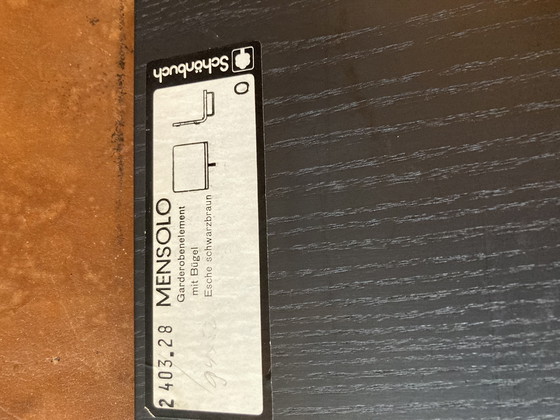 Schönbuch
2 403.28 MENSOLO
Garderobenelement
mit Bügel
Esche schwarzbraun